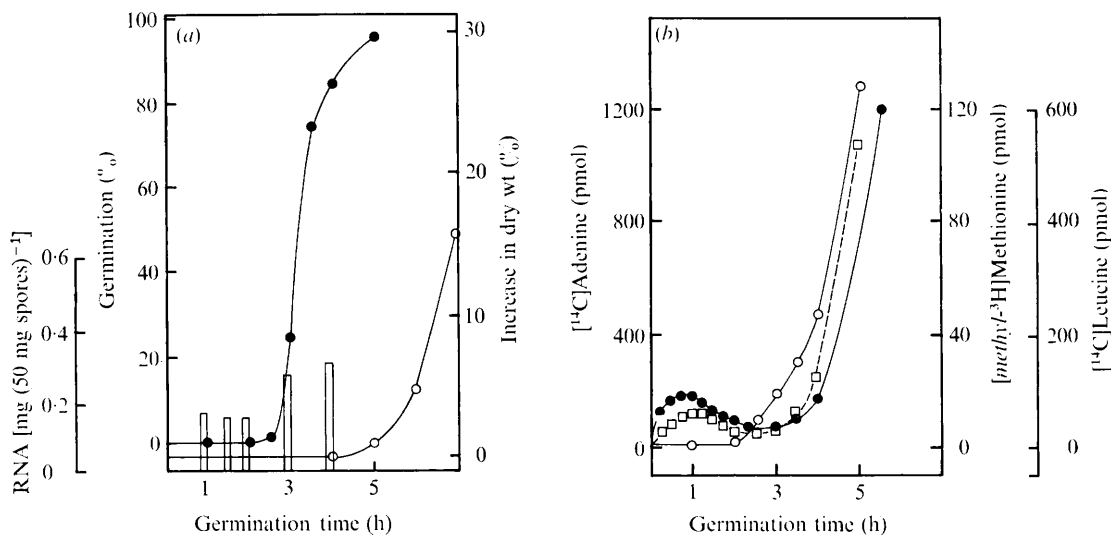 (a)
100
80
60
40
20
0
Germination (%)
0·6
0·4
0·2
0
RNA [mg (50 mg spores)⁻¹]
30
20
10
0
Increase in dry wt (%)
1 3 5
Germination time (h)
(b)
1200
800
400
0
[¹⁴C]Adenine (pmol)
120
80
40
0
[methyl-³H]Methionine (pmol)
600
400
200
0
[¹⁴C]Leucine (pmol)
1 3 5
Germination time (h)